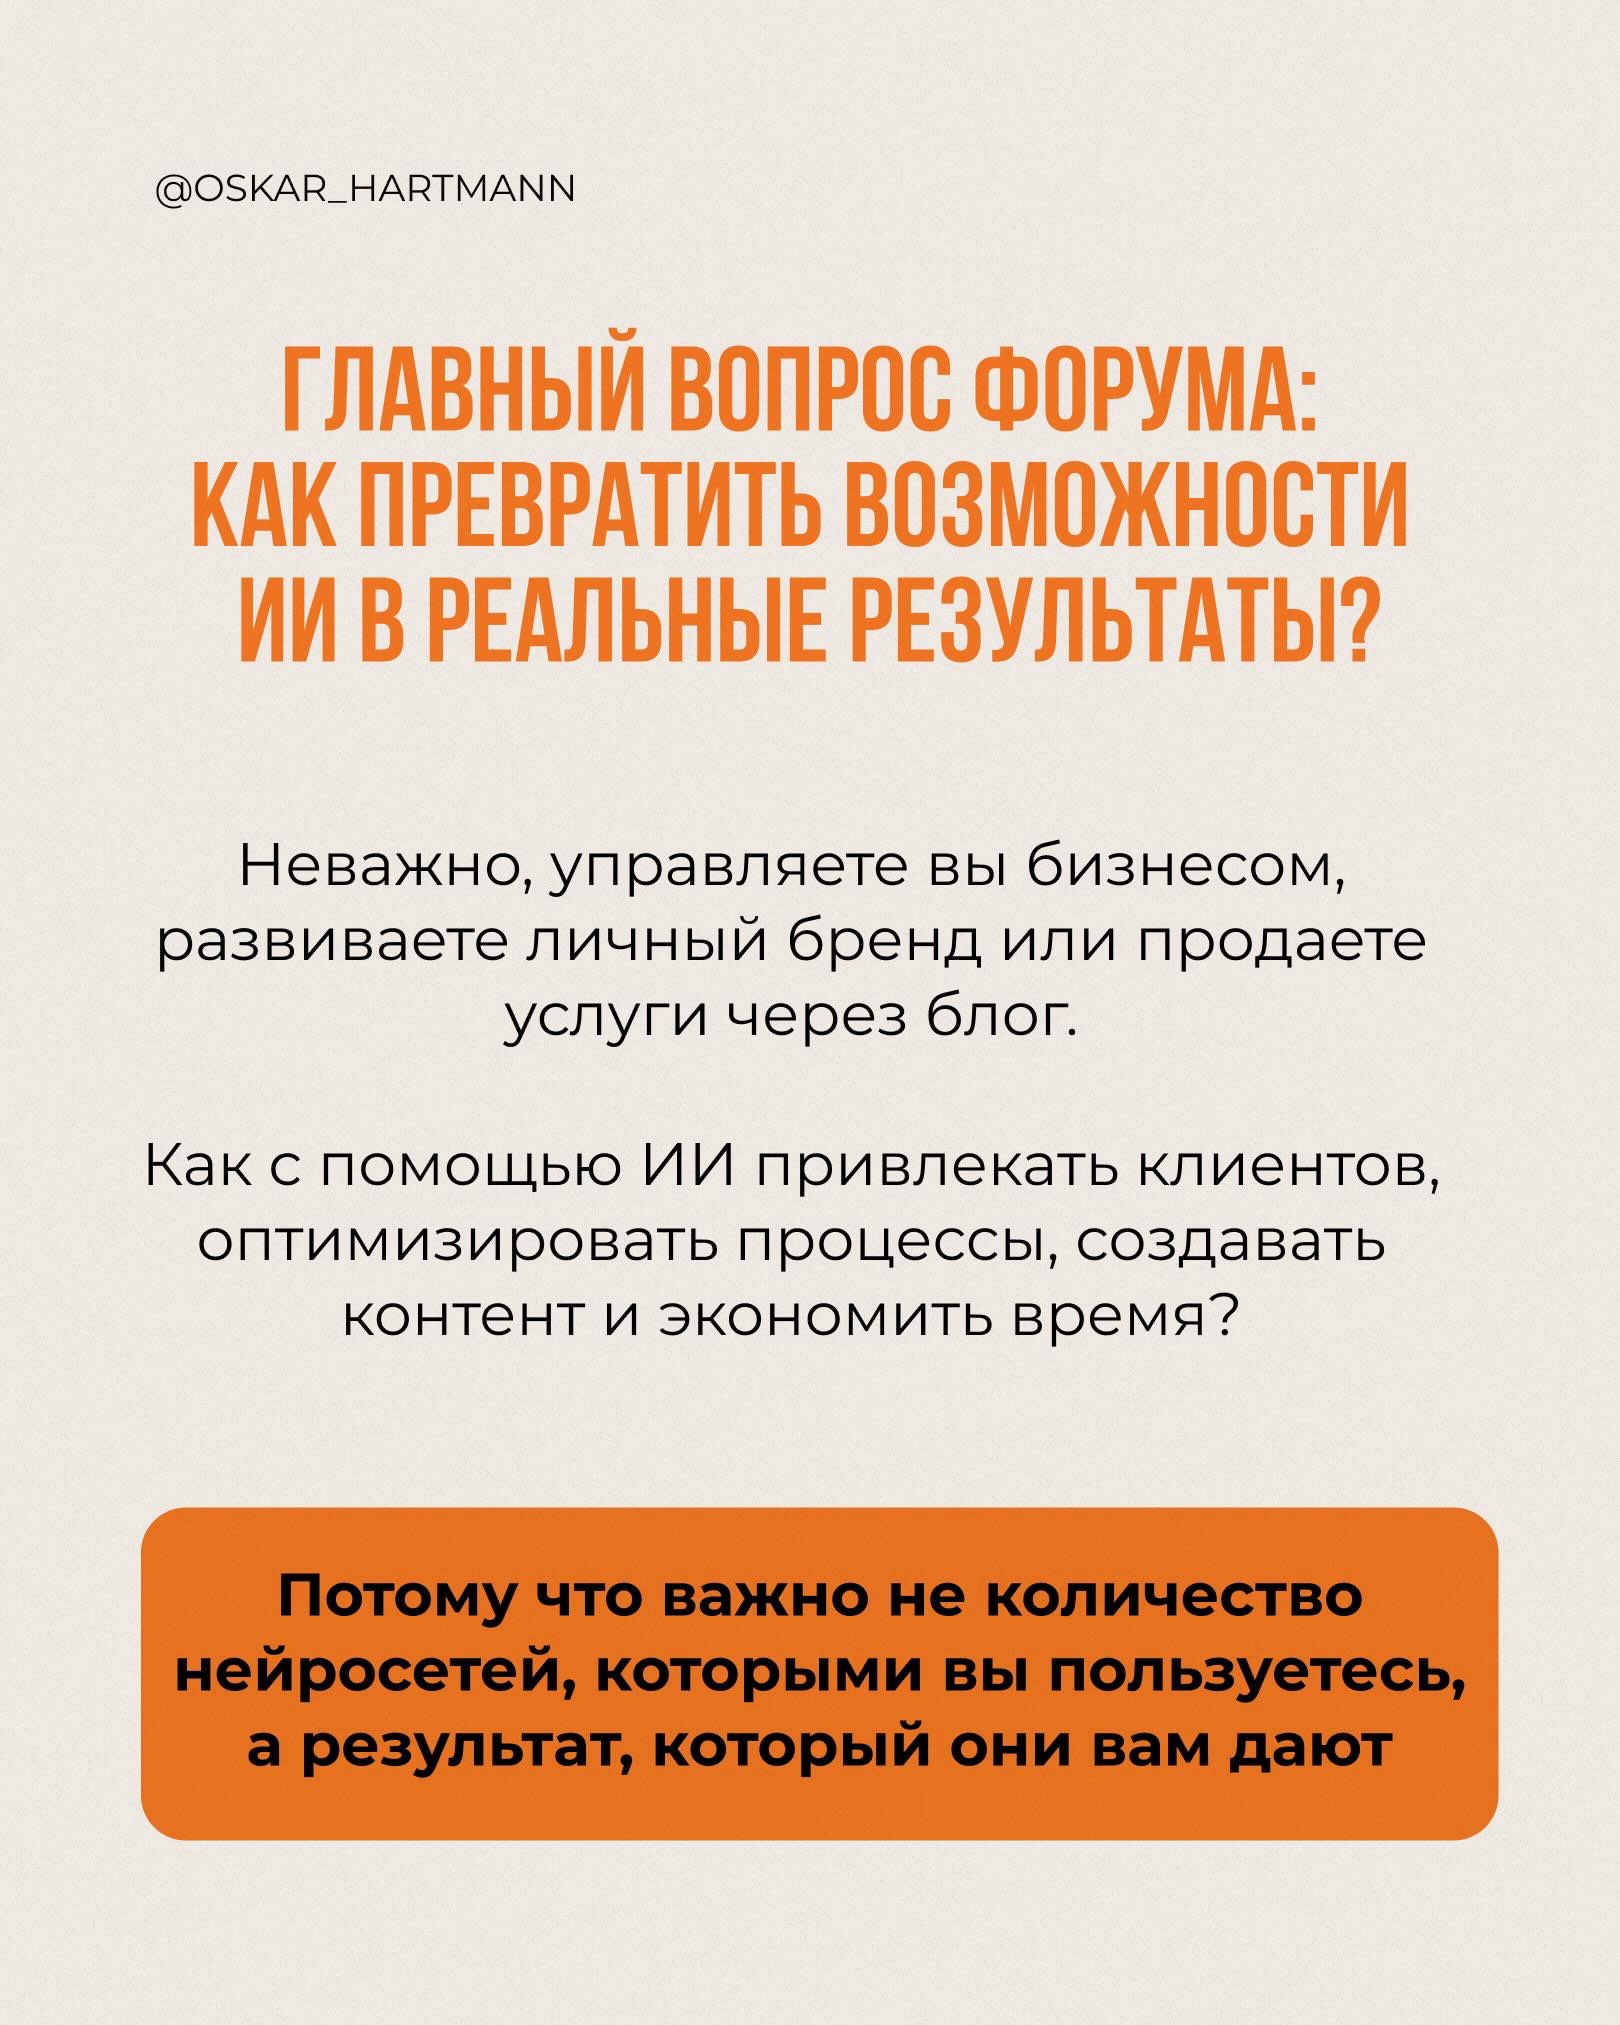 @OSKAR_HARTMANN
ГЛАВНЫЙ ВОПРОС ФОРУМА:
КАК ПРЕВРАТИТЬ ВОЗМОЖНОСТИ
ИИ В РЕАЛЬНЫЕ РЕЗУЛЬТАТЫ?
Неважно, управляете вы бизнесом,
развиваете личный бренд или продаете
услуги через блог.
Как с помощью ИИ привлекать клиентов,
оптимизировать процессы, создавать
контент и экономить время?
Потому что важно не количество
нейросетей, которыми вы пользуетесь,
а результат, который они вам дают